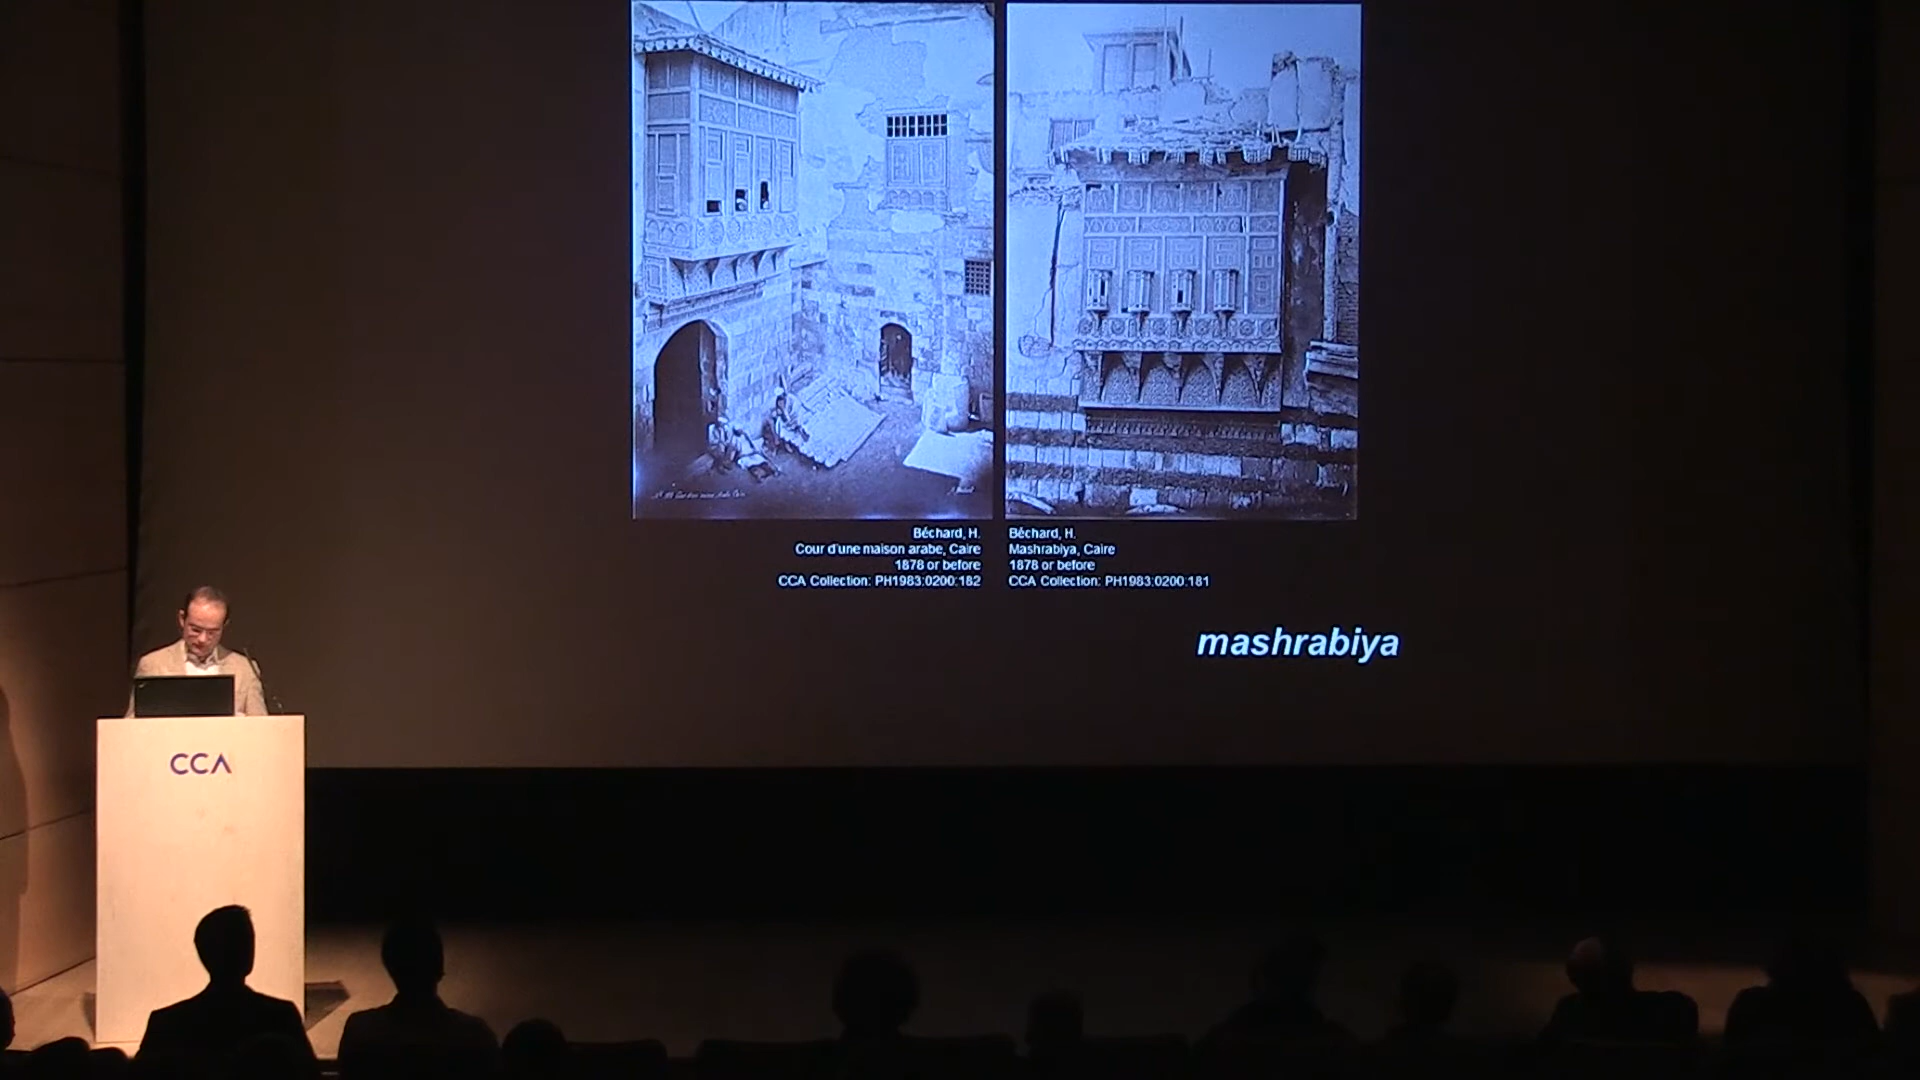 Béchard, H.
Cour d'une maison arabe, Caire
1878 or before
CCA Collection: PH1983:0200:182
Béchard, H.
Mashrabiya, Caire
1878 or before
CCA Collection: PH1983:0200:181
mashrabiya
CCA